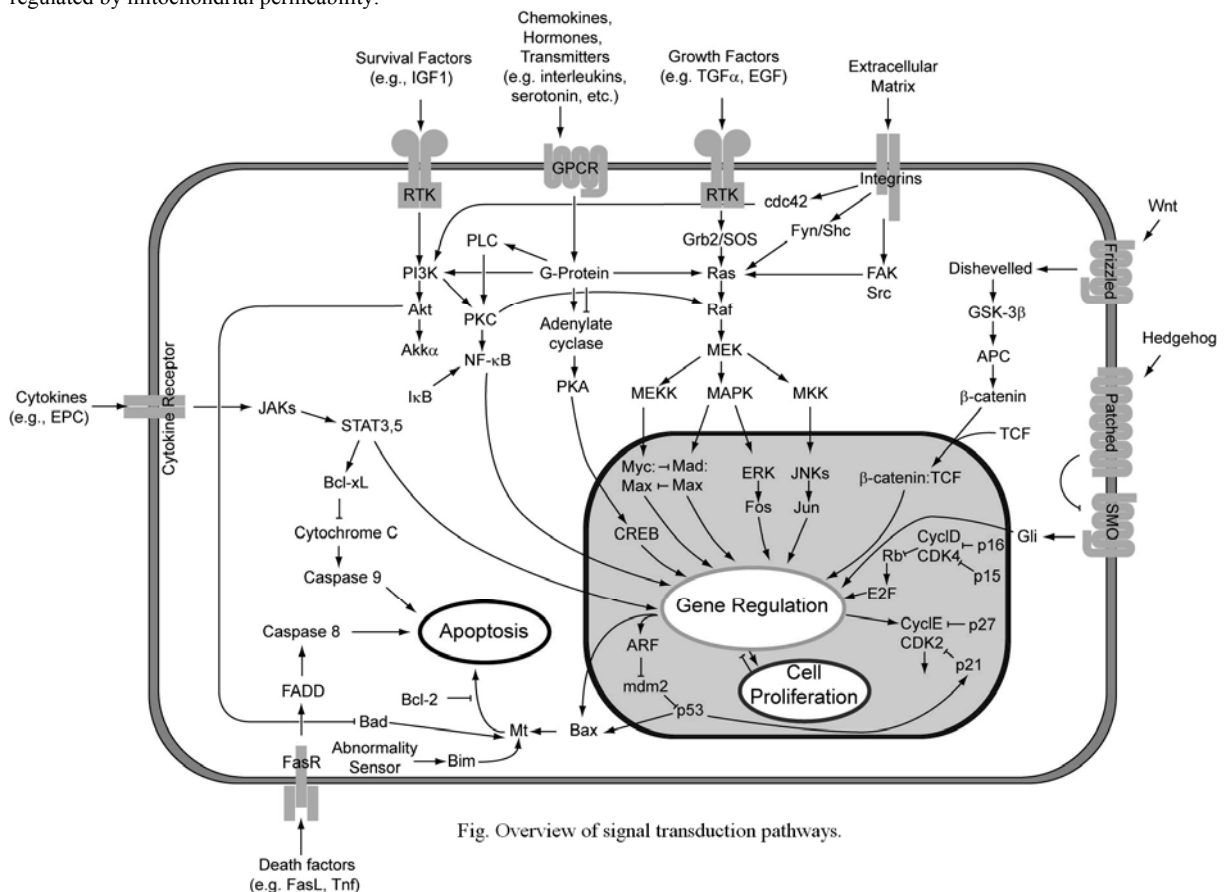 regulated by mitochondrial permeability.
Chemokines,
Hormones,
Transmitters
(e.g. interleukins,
serotonin, etc.)
Survival Factors
(e.g., IGF1)
Growth Factors
(e.g. TGFα, EGF)
Extracellular
Matrix
RTK
GPCR
RTK
Integrins
cdc42
Wnt
PLC
Grb2/SOS
Fyn/Shc
Frizzled
PI3K
G-Protein
Ras
FAK
Src
Dishevelled
Akt
PKC
Adenylate
cyclase
Raf
GSK-3β
Hedgehog
Akkα
NF-κB
MEK
APC
IκB
PKA
MEKK
MAPK
MKK
β-catenin
Patched
Cytokines
(e.g., EPC)
Cytokine Receptor
JAKs
STAT3,5
TCF
Bcl-xL
Myc:
Max
Mad:
Max
ERK
JNKs
β-catenin:TCF
Cytochrome C
Fos
Jun
SMO
CREB
Gli
CyclD
CDK4
p16
p15
Rb
E2F
Caspase 9
Gene Regulation
Caspase 8
Apoptosis
CyclE
CDK2
p27
p21
ARF
FADD
mdm2
Cell
Proliferation
Bcl-2
p53
Bad
Mt
Bax
Abnormality
Sensor
Bim
FasR
Fig. Overview of signal transduction pathways.
Death factors
(e.g. FasL, Tnf)